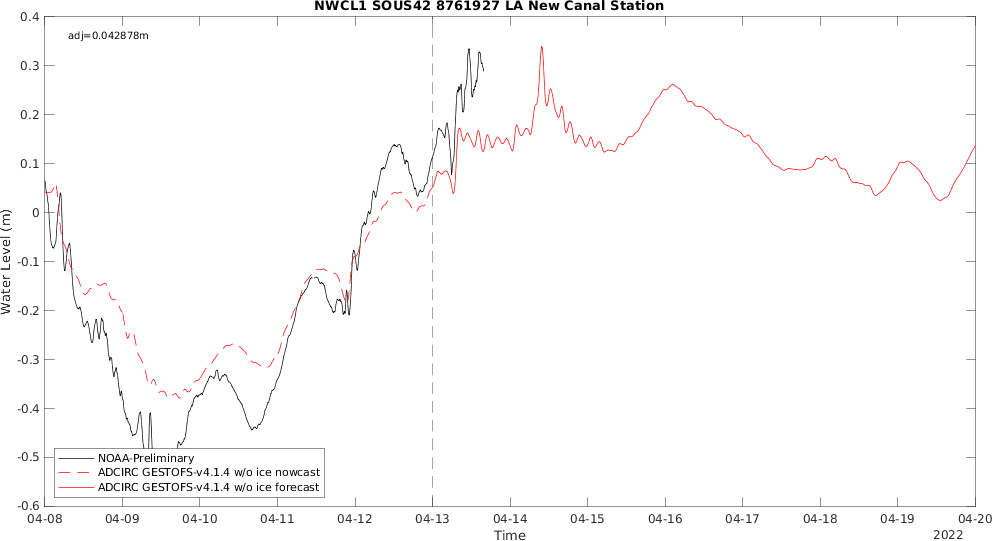 NWCL1 SOUS42 8761927 LA New Canal Station
adj=0.042878m
0.4
0.3
0.2
0.1
0
-0.1
-0.2
-0.3
-0.4
-0.5
-0.6
Water Level (m)
NOAA-Preliminary
ADCIRC GESTOFS-v4.1.4 w/o ice nowcast
ADCIRC GESTOFS-v4.1.4 w/o ice forecast
04-08 04-09 04-10 04-11 04-12 04-13 04-14 04-15 04-16 04-17 04-18 04-19 04-20
Time
2022